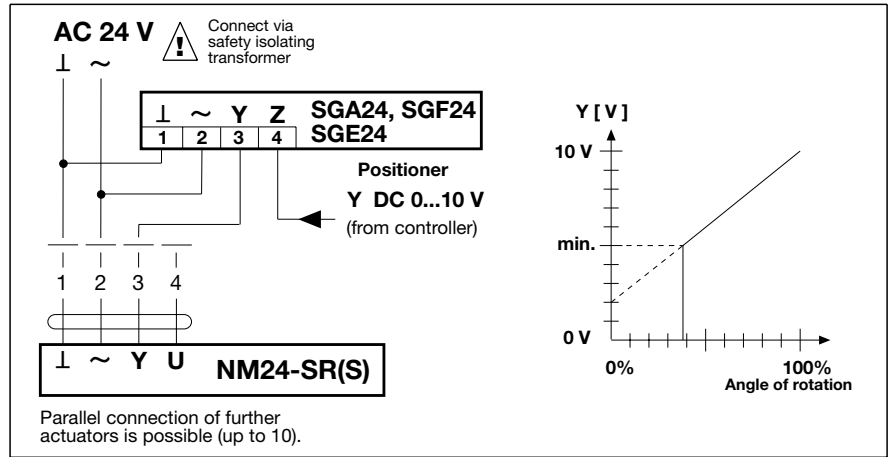 AC 24 V
Connect via
safety isolating
transformer
⊥ ~
⊥ ~ Y Z
1 2 3 4
SGA24, SGF24
SGE24
Positioner
Y DC 0...10 V
(from controller)
1 2 3 4
⊥ ~ Y U
NM24-SR(S)
Parallel connection of further
actuators is possible (up to 10).
Y [ V ]
10 V
min.
0 V
0% 100%
Angle of rotation